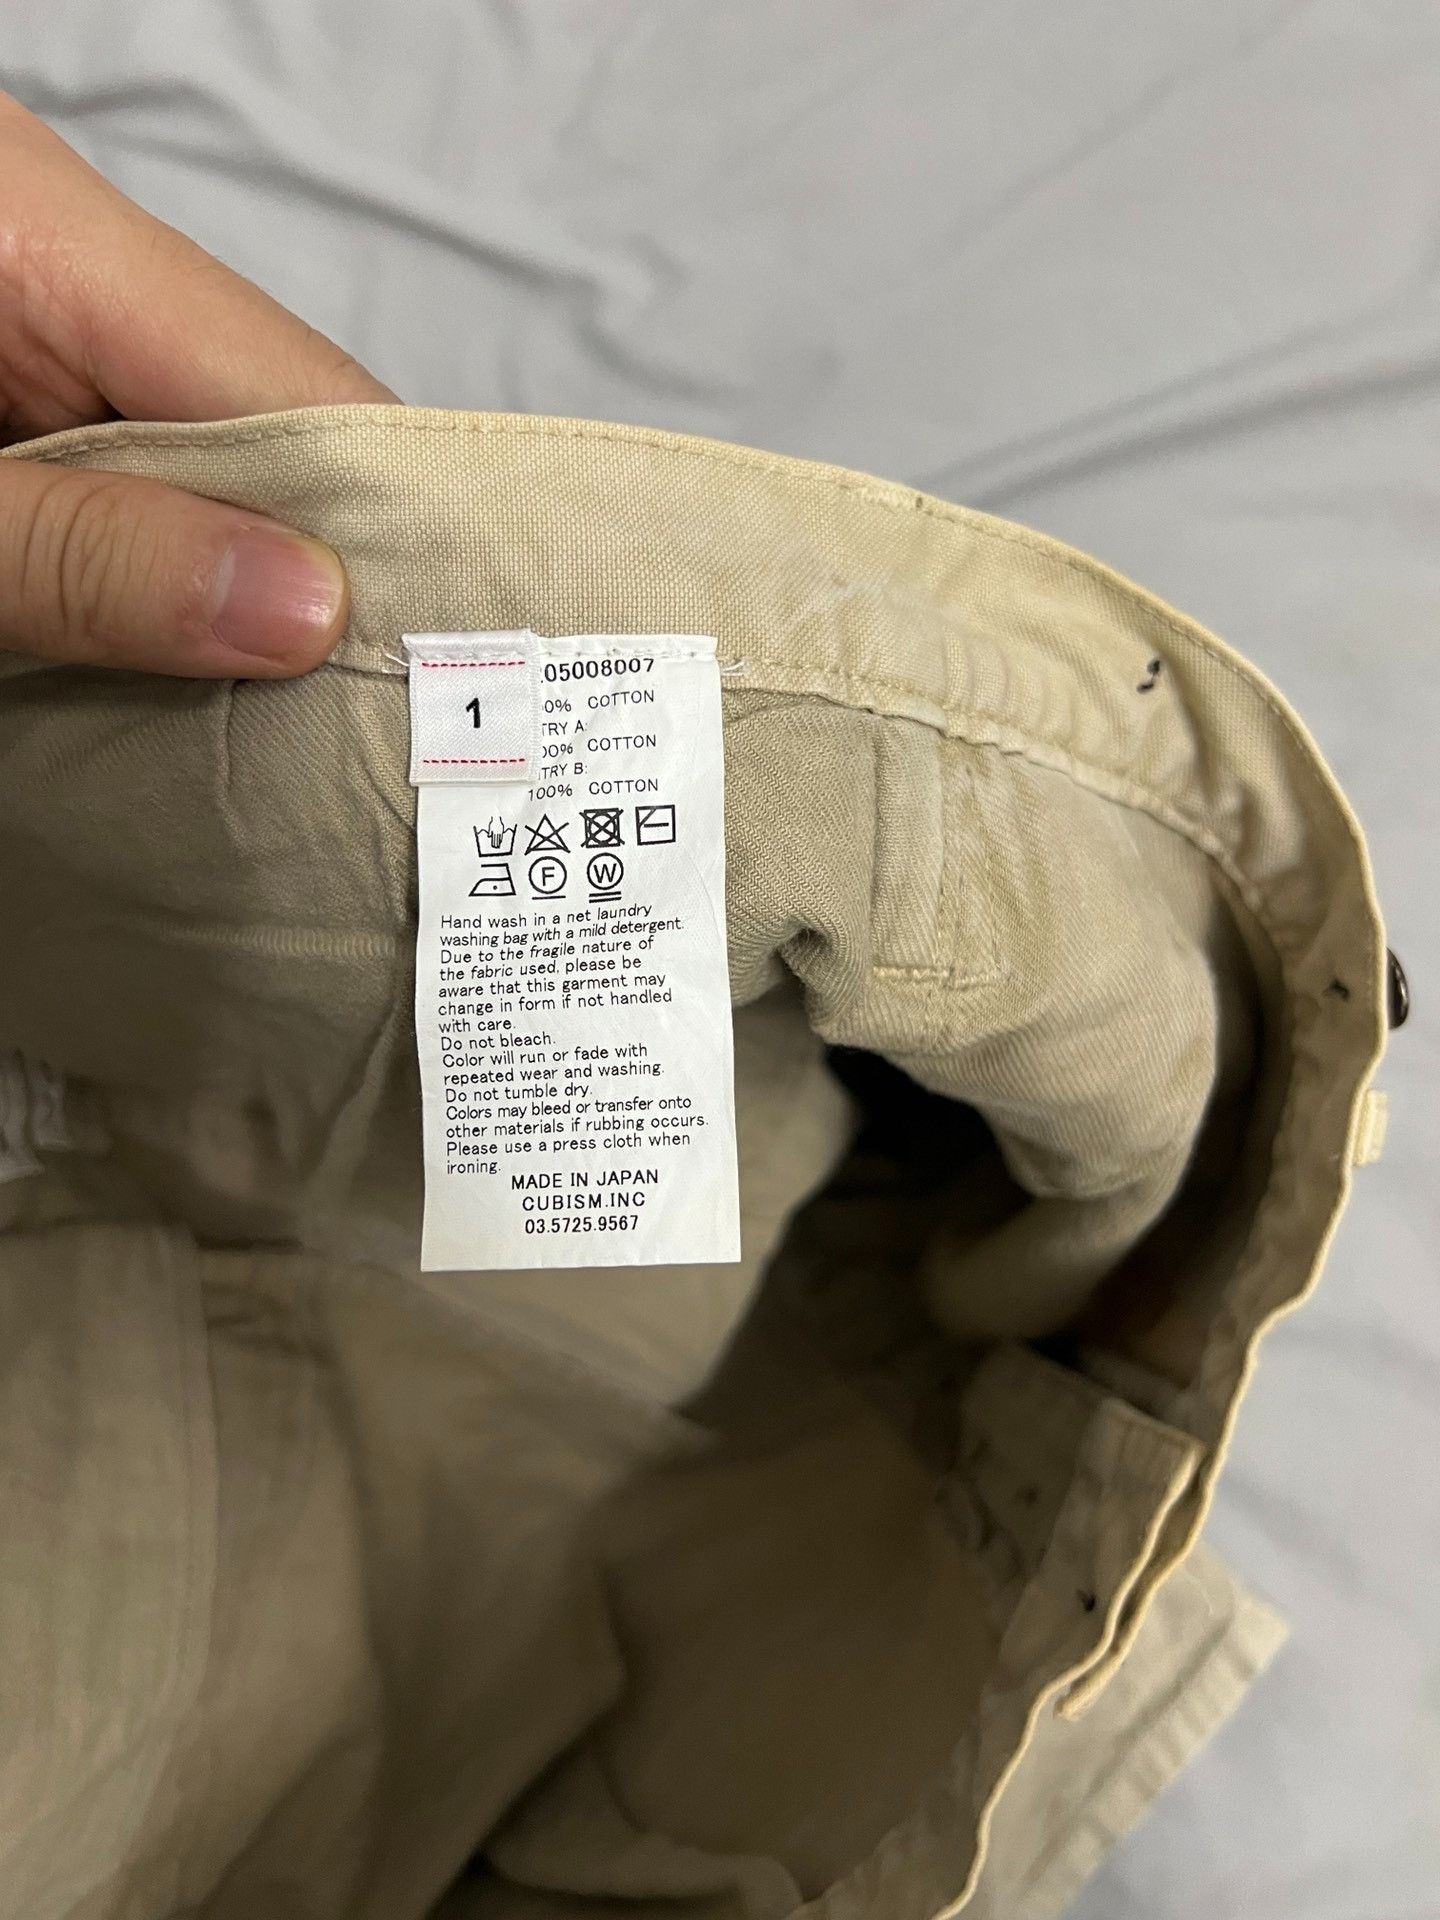 1
05008007
0% COTTON
TRY A:
00% COTTON
TRY B:
100% COTTON
F W
Hand wash in a net laundry
washing bag with a mild detergent.
Due to the fragile nature of
the fabric used, please be
aware that this garment may
change in form if not handled
with care.
Do not bleach.
Color will run or fade with
repeated wear and washing.
Do not tumble dry.
Colors may bleed or transfer onto
other materials if rubbing occurs.
Please use a press cloth when
ironing.
MADE IN JAPAN
CUBISM.INC
03.5725.9567